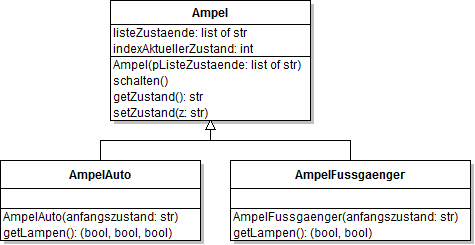 Ampel
listeZustaende: list of str
indexAktuellerZustand: int
Ampel(pListeZustaende: list of str)
schalten()
getZustand(): str
setZustand(z: str)
AmpelAuto
AmpelAuto(anfangszustand: str)
getLampen(): (bool, bool, bool)
AmpelFussgaenger
AmpelFussgaenger(anfangszustand: str)
getLampen(): (bool, bool)